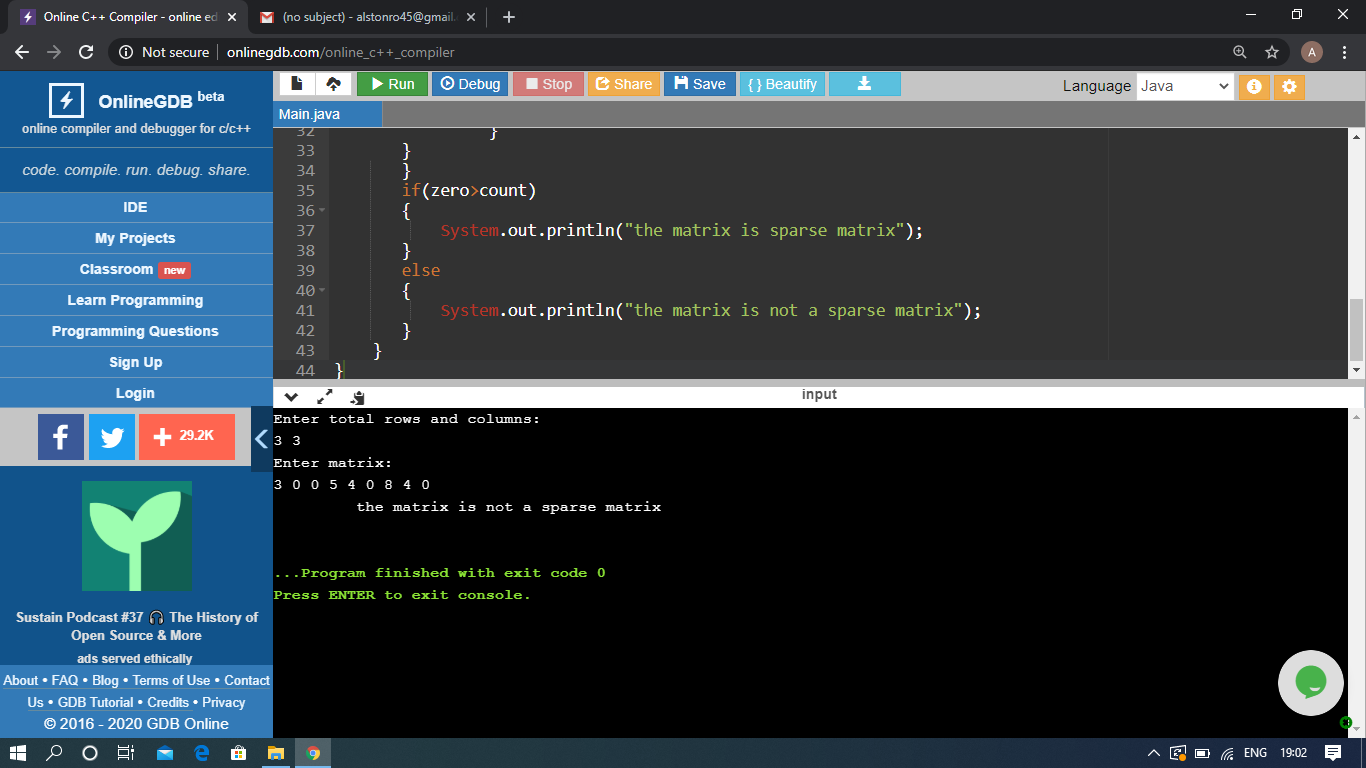 Online C++ Compiler - online ed
(no subject) - alstonro45@gmail.
Not secure | onlinegdb.com/online_c++_compiler
A
OnlineGDB beta
online compiler and debugger for c/c++
code. compile. run. debug. share.
IDE
My Projects
Classroom new
Learn Programming
Programming Questions
Sign Up
Login
29.2K
Sustain Podcast #37 🎧 The History of
Open Source & More
ads served ethically
About • FAQ • Blog • Terms of Use • Contact
Us • GDB Tutorial • Credits • Privacy
© 2016 - 2020 GDB Online
Run Debug Stop Share Save { } Beautify
Language Java
Main.java
32 }
33 }
34 }
35 if(zero>count)
36 {
37 System.out.println("the matrix is sparse matrix");
38 }
39 else
40 {
41 System.out.println("the matrix is not a sparse matrix");
42 }
43 }
44 }
input
Enter total rows and columns:
3 3
Enter matrix:
3 0 0 5 4 0 8 4 0
the matrix is not a sparse matrix
...Program finished with exit code 0
Press ENTER to exit console.
ENG 19:02